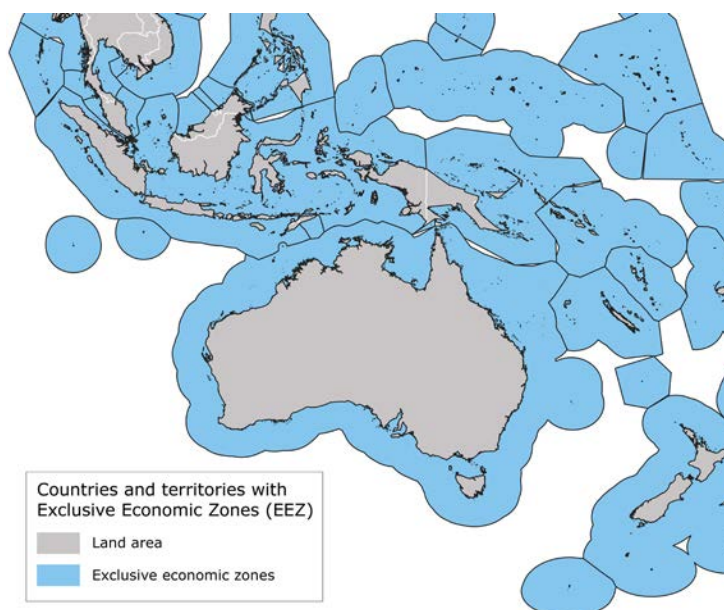 Countries and territories with
Exclusive Economic Zones (EEZ)
Land area
Exclusive economic zones